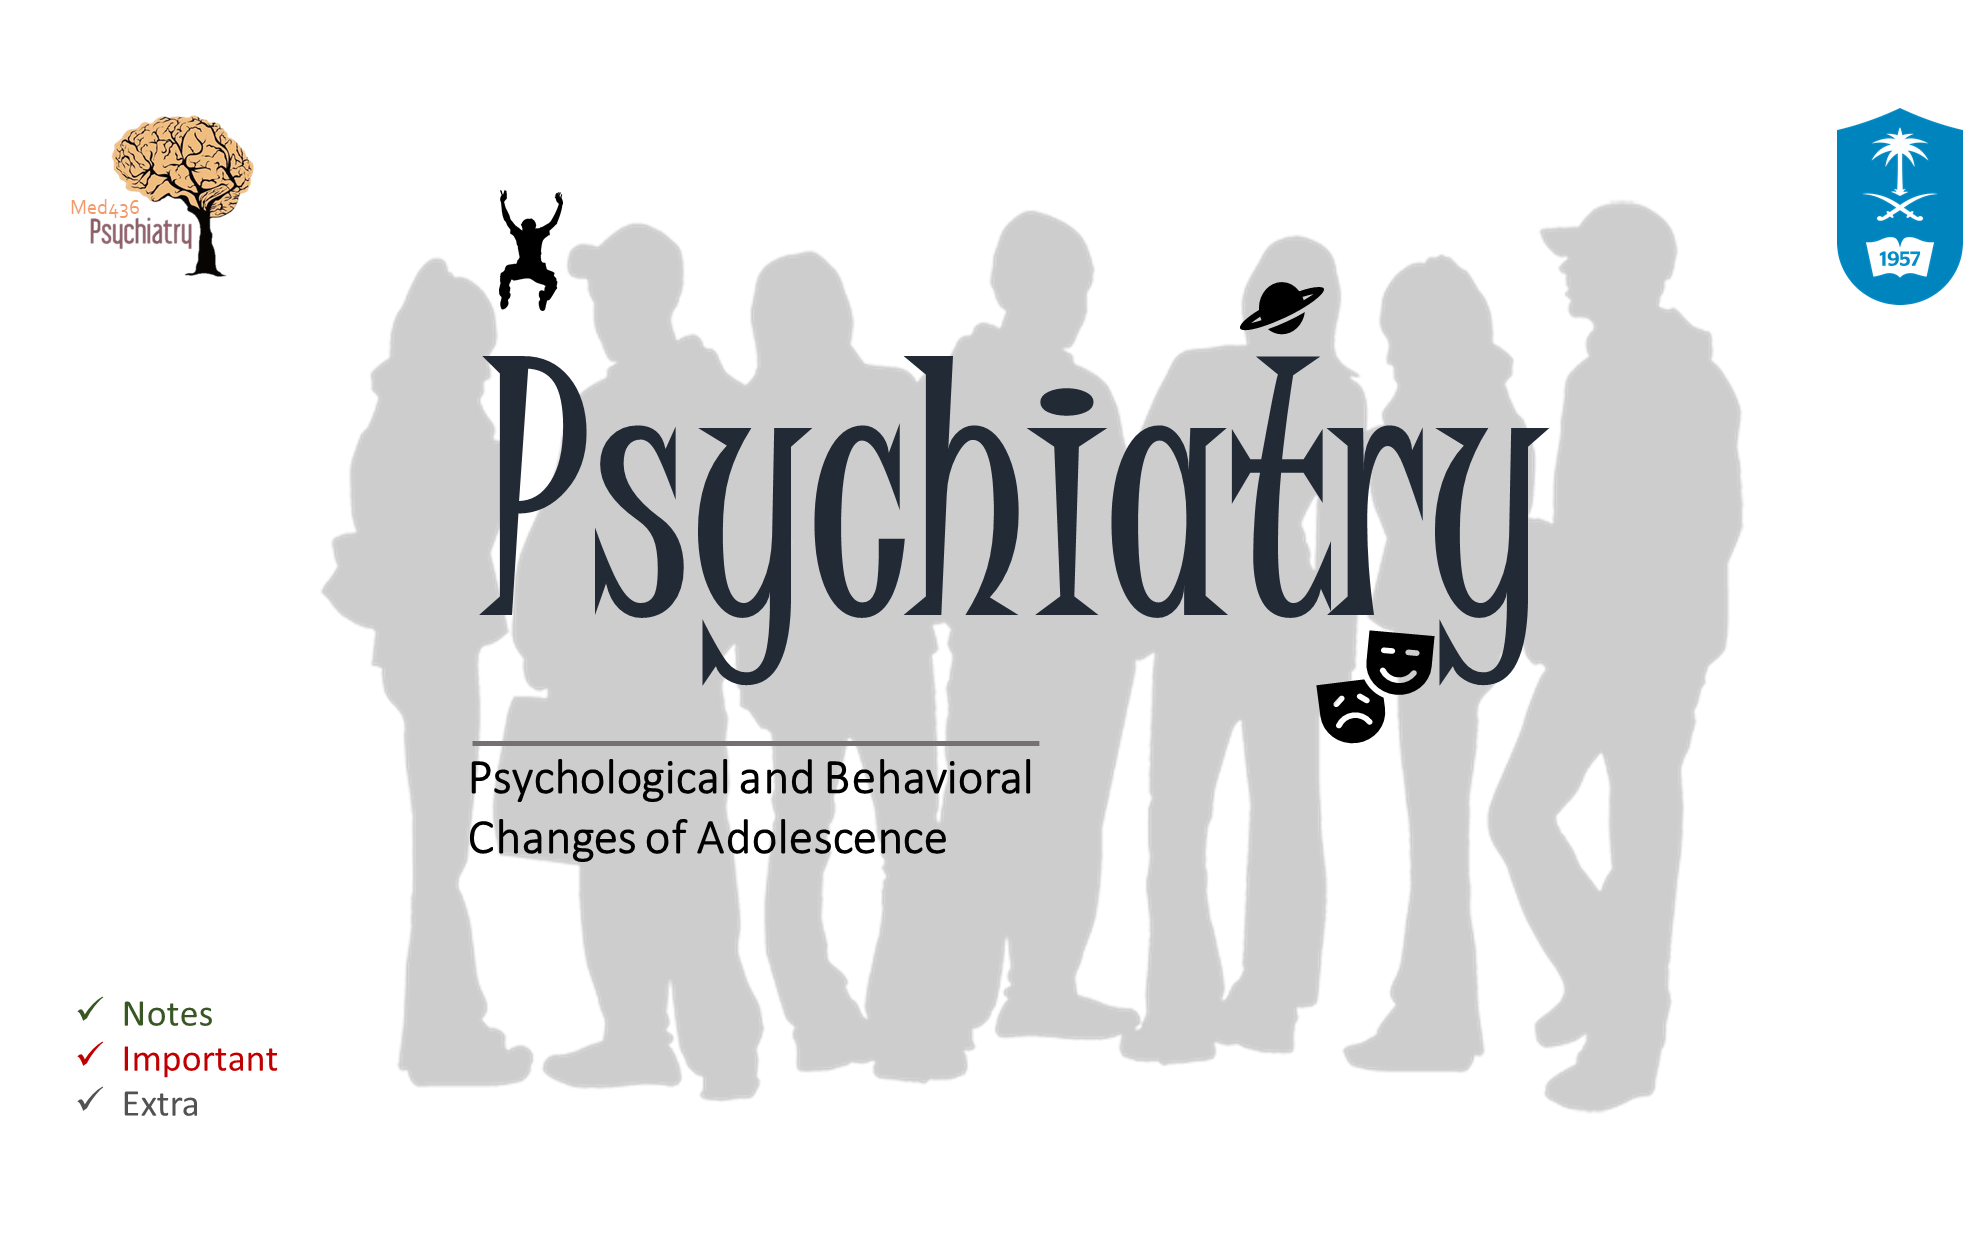 Med436
Psychiatry
1957
Psychiatry
Psychological and Behavioral
Changes of Adolescence
✓ Notes
✓ Important
✓ Extra